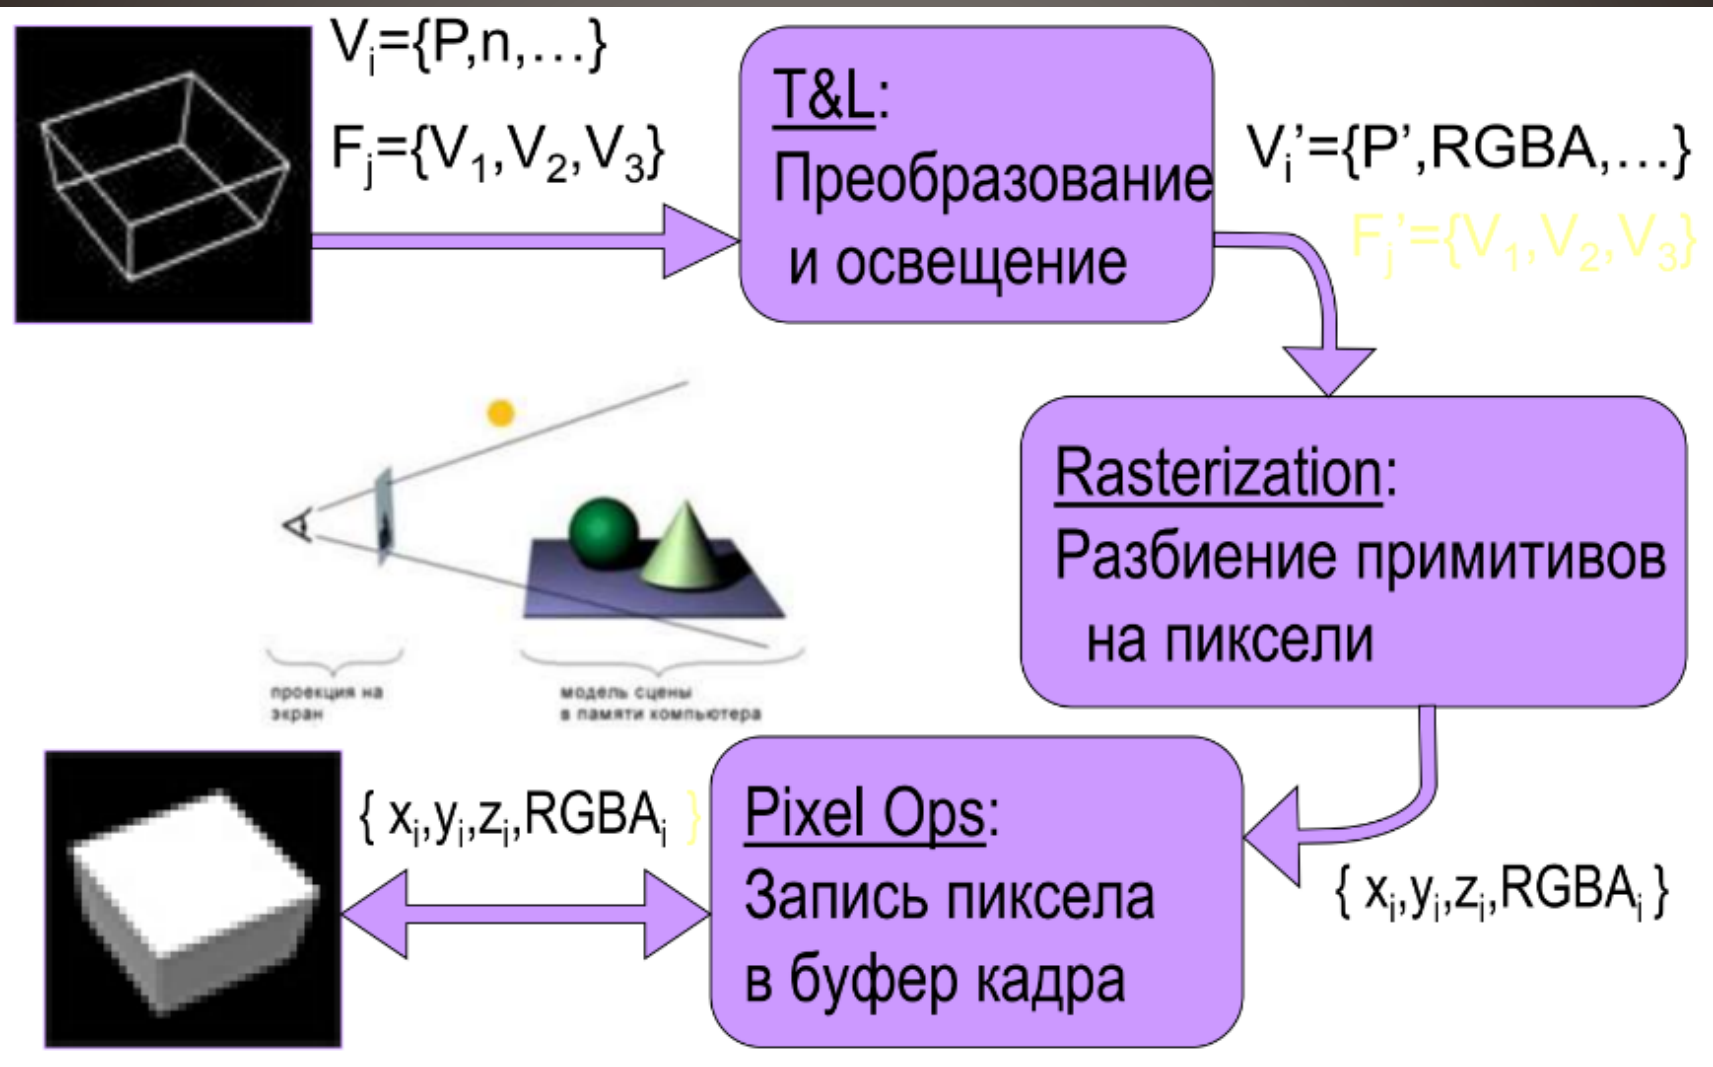 Vi={P,n,…}
Fj={V1,V2,V3}
T&L:
Преобразование
и освещение
Vi’={P’,RGBA,…}
Fj’={V1,V2,V3}
Rasterization:
Разбиение примитивов
на пиксели
проекция на
экран
модель сцены
в памяти компьютера
{ xi,yi,zi,RGBAi }
Pixel Ops:
Запись пиксела
в буфер кадра
{ xi,yi,zi,RGBAi }